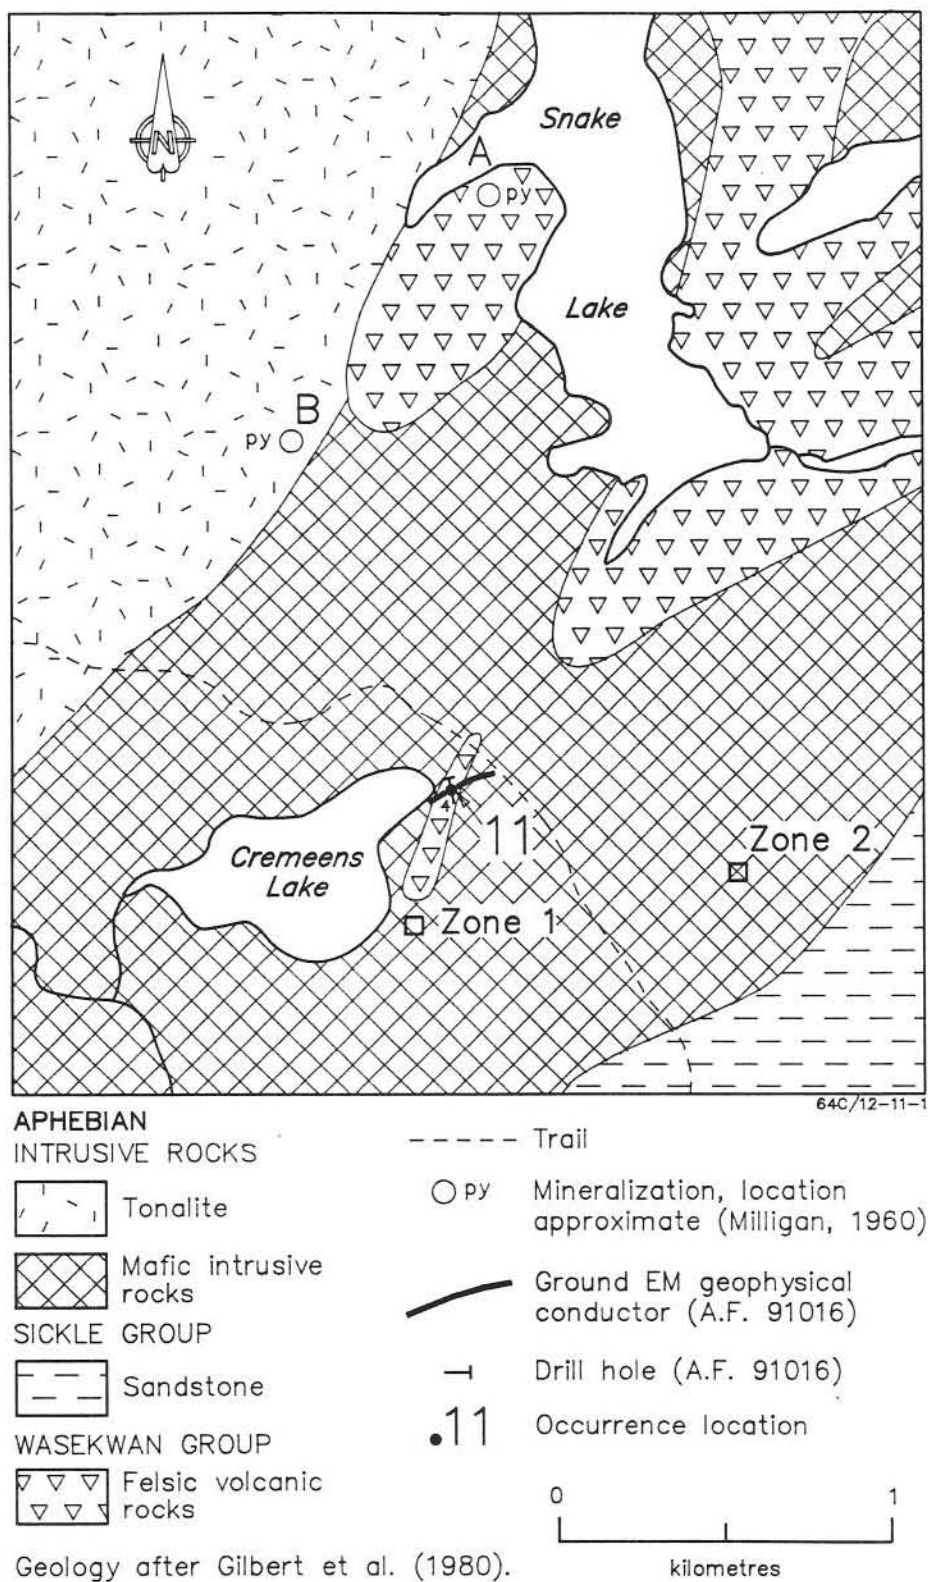 N
Snake
A
py
Lake
B
py
4
11
Zone 2
Cremeens
Lake
Zone 1
64C/12-11-1
APHEBIAN
INTRUSIVE ROCKS
Tonalite
Mafic intrusive
rocks
SICKLE GROUP
Sandstone
WASEKWAN GROUP
Felsic volcanic
rocks
Geology after Gilbert et al. (1980).
Trail
py
Mineralization, location
approximate (Milligan, 1960)
Ground EM geophysical
conductor (A.F. 91016)
Drill hole (A.F. 91016)
.11
Occurrence location
0
1
kilometres